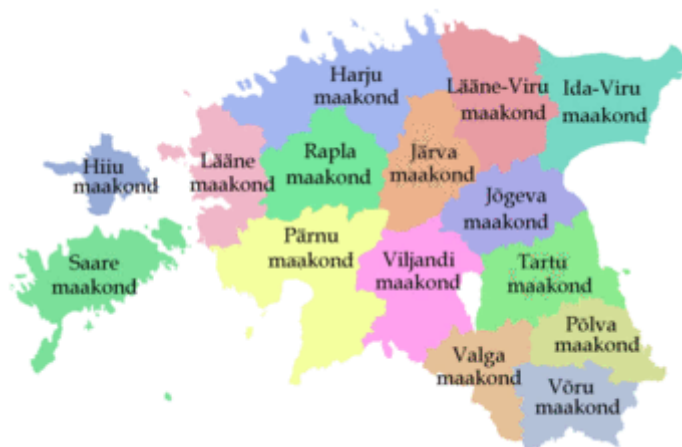 Harju
maakond
Lääne-Viru
maakond
Ida-Viru
maakond
Hiiu
maakond
Lääne
maakond
Rapla
maakond
Järva
maakond
Jõgeva
maakond
Saare
maakond
Pärnu
maakond
Viljandi
maakond
Tartu
maakond
Põlva
maakond
Valga
maakond
Võru
maakond